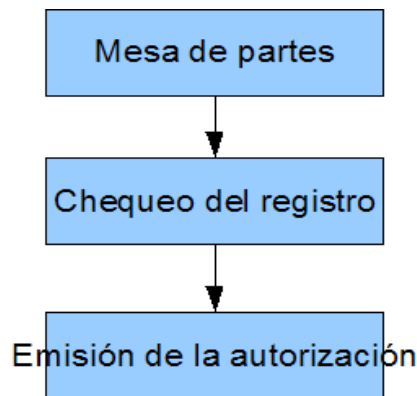 Mesa de partes
Chequeo del registro
Emisión de la autorización